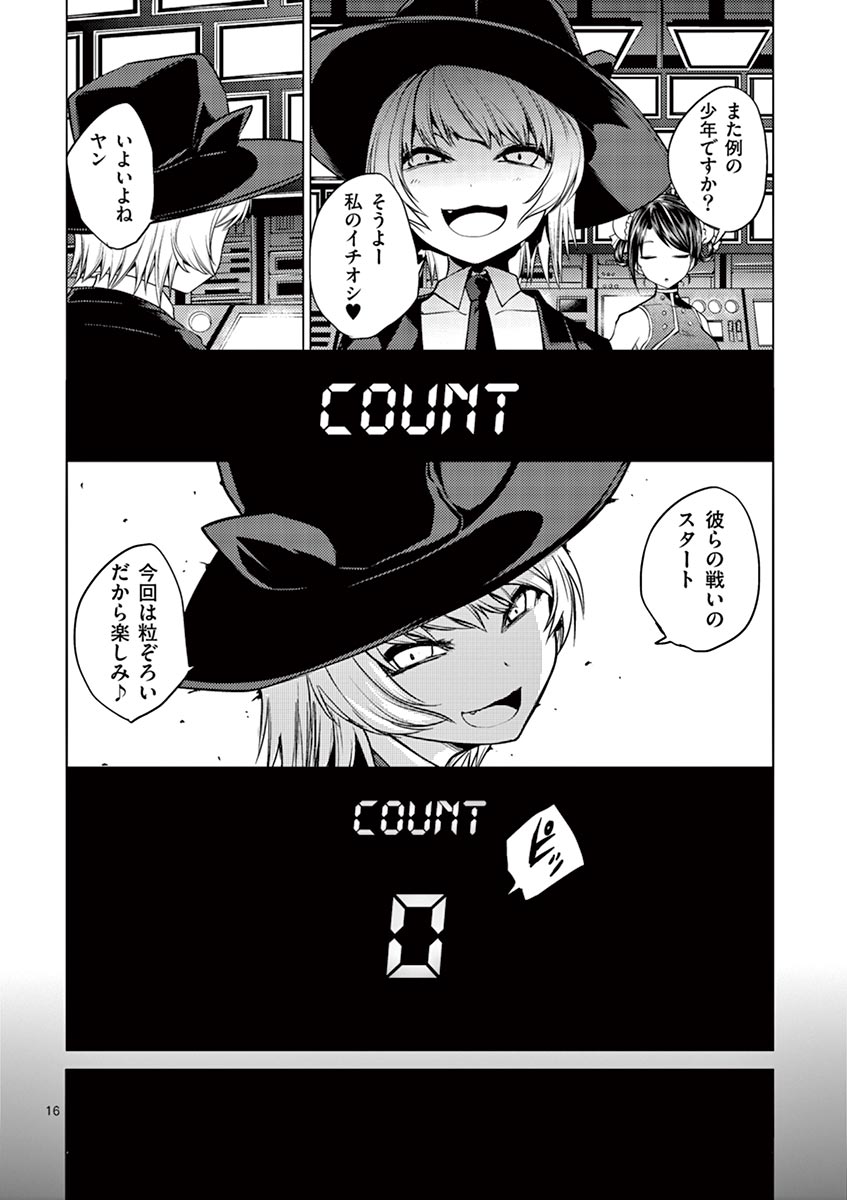 また例の
少年ですか？
そうよー
私のイチオシ♥
いよいよね
ヤン
COUNT
彼らの戦いの
スタート
今回は粒ぞろい
だから楽しみ♪
COUNT
ピッ
0
16